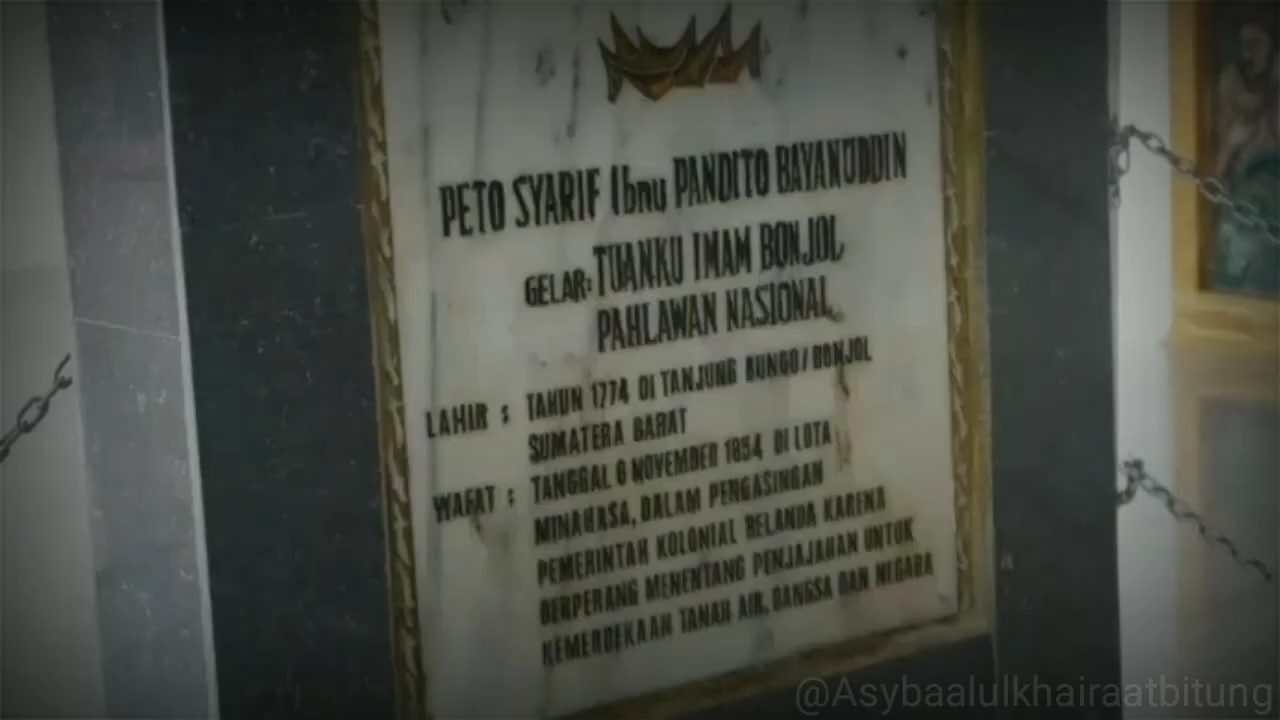 PETO SYARIF Ibnu PANDITO BAYANUDDIN
GELAR: TUANKU IMAM BONJOL
PAHLAWAN NASIONAL
LAHIR : TAHUN 1774 DI TANJUNG BUNGO/BONJOL
SUMATERA BARAT
WAFAT : TANGGAL 6 NOVEMBER 1854 DI LOTA
MINAHASA, DALAM PENGASINGAN
PEMERINTAH KOLONIAL BELANDA KARENA
BERPERANG MENENTANG PENJAJAHAN UNTUK
KEMERDEKAAN TANAH AIR, BANGSA DAN NEGARA
@Asybaalulkhairaatbitung